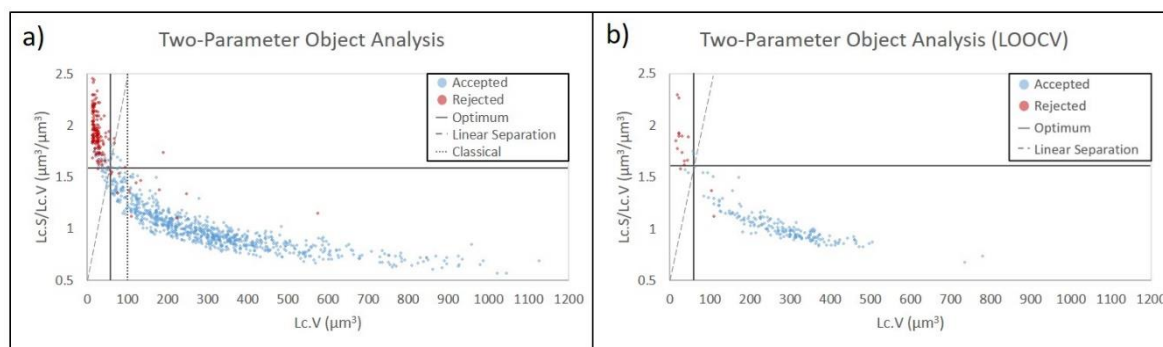 a)
Two-Parameter Object Analysis
2.5
2
1.5
1
0.5
Lc.S/Lc.V (µm³/µm³)
0 100 200 300 400 500 600 700 800 900 1000 1100 1200
Lc.V (µm³)
Accepted
Rejected
Optimum
Linear Separation
Classical
b)
Two-Parameter Object Analysis (LOOCV)
2.5
2
1.5
1
0.5
Lc.S/Lc.V (µm³/µm³)
0 100 200 300 400 500 600 700 800 900 1000 1100 1200
Lc.V (µm³)
Accepted
Rejected
Optimum
Linear Separation